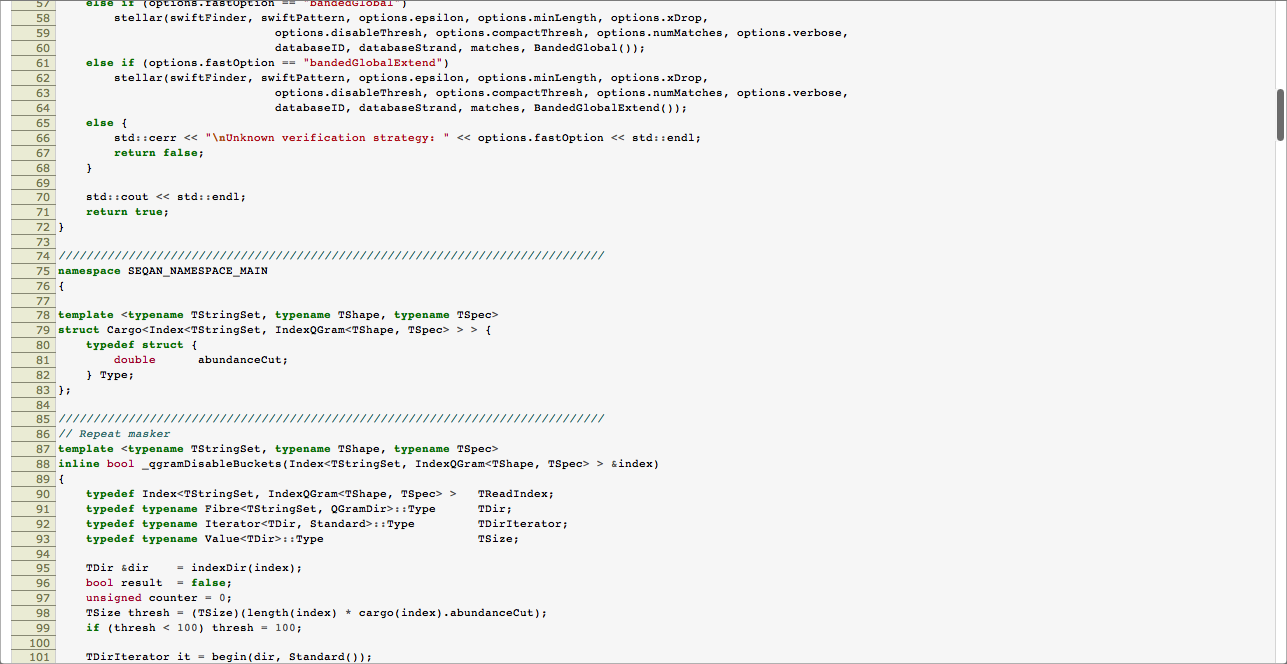 57     else if (options.fastOption == "bandedGlobal")
58         stellar(swiftFinder, swiftPattern, options.epsilon, options.minLength, options.xDrop,
59                                options.disableThresh, options.compactThresh, options.numMatches, options.verbose,
60                                databaseID, databaseStrand, matches, BandedGlobal());
61     else if (options.fastOption == "bandedGlobalExtend")
62         stellar(swiftFinder, swiftPattern, options.epsilon, options.minLength, options.xDrop,
63                                options.disableThresh, options.compactThresh, options.numMatches, options.verbose,
64                                databaseID, databaseStrand, matches, BandedGlobalExtend());
65     else {
66         std::cerr << "\nUnknown verification strategy: " << options.fastOption << std::endl;
67         return false;
68     }
69
70     std::cout << std::endl;
71     return true;
72 }
73
74 //////////////////////////////////////////////////////////////////////////////
75 namespace SEQAN_NAMESPACE_MAIN
76 {
77
78 template <typename TStringSet, typename TShape, typename TSpec>
79 struct Cargo<Index<TStringSet, IndexQGram<TShape, TSpec> > > {
80     typedef struct {
81         double      abundanceCut;
82     } Type;
83 };
84
85 //////////////////////////////////////////////////////////////////////////////
86 // Repeat masker
87 template <typename TStringSet, typename TShape, typename TSpec>
88 inline bool _qgramDisableBuckets(Index<TStringSet, IndexQGram<TShape, TSpec> > &index)
89 {
90     typedef Index<TStringSet, IndexQGram<TShape, TSpec> >   TReadIndex;
91     typedef typename Fibre<TStringSet, QGramDir>::Type      TDir;
92     typedef typename Iterator<TDir, Standard>::Type         TDirIterator;
93     typedef typename Value<TDir>::Type                      TSize;
94
95     TDir &dir    = indexDir(index);
96     bool result  = false;
97     unsigned counter = 0;
98     TSize thresh = (TSize)(length(index) * cargo(index).abundanceCut);
99     if (thresh < 100) thresh = 100;
100
101     TDirIterator it = begin(dir, Standard());